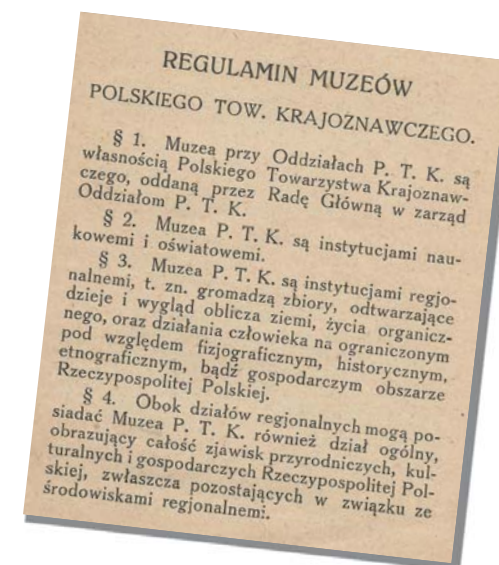 REGULAMIN MUZEÓW
POLSKIEGO TOW. KRAJOZNAWCZEGO.
§ 1. Muzea przy Oddziałach P. T. K. są
własnością Polskiego Towarzystwa Krajoznaw-
czego, oddaną przez Radę Główną w zarząd
Oddziałom P. T. K.
§ 2. Muzea P. T. K. są instytucjami nau-
kowemi i oświatowemi.
§ 3. Muzea P. T. K. są instytucjami regjo-
nalnemi, t. zn. gromadzą zbiory, odtwarzające
dzieje i wygląd oblicza ziemi, życia organicz-
nego, oraz działania człowieka na ograniczonym
pod względem fizjograficznym, historycznym,
etnograficznym, bądź gospodarczym obszarze
Rzeczypospolitej Polskiej.
§ 4. Obok działów regjonalnych mogą po-
siadać Muzea P. T. K. również dział ogólny,
obrazujący całość zjawisk przyrodniczych, kul-
turalnych i gospodarczych Rzeczypospolitej Pol-
skiej, zwłaszcza pozostających w związku ze
środowiskami regjonalnemi.